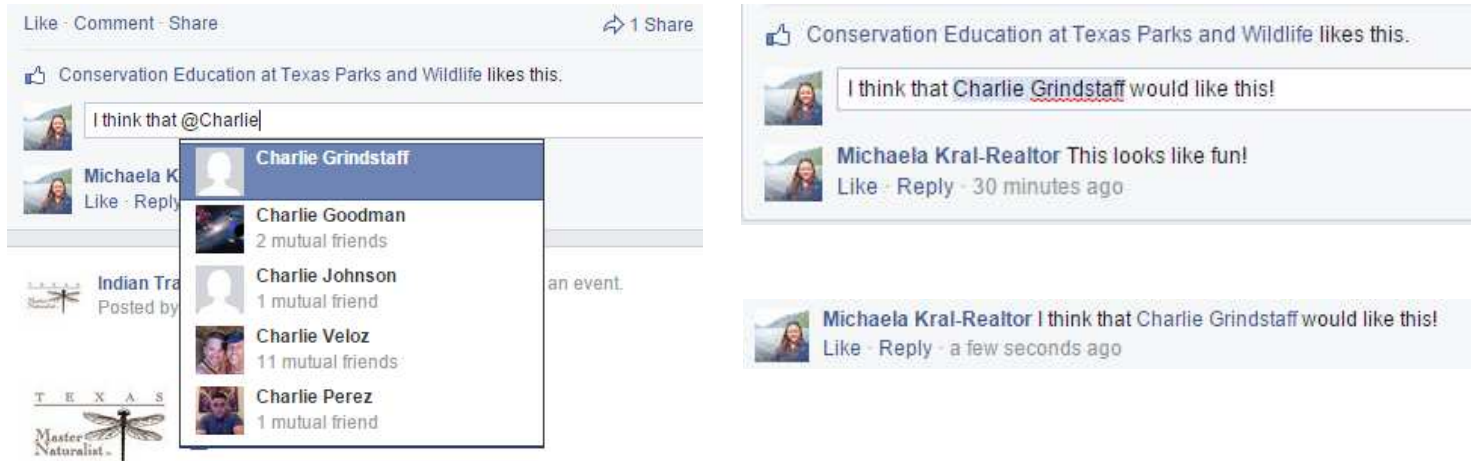 Like · Comment · Share
1 Share
Conservation Education at Texas Parks and Wildlife likes this.
I think that @Charlie
Charlie Grindstaff
Michaela K
Like · Reply
Charlie Goodman
2 mutual friends
Charlie Johnson
1 mutual friend
Indian Tra
an event.
Posted by
Charlie Veloz
11 mutual friends
Charlie Perez
1 mutual friend
TEXAS
Master
Naturalist
Conservation Education at Texas Parks and Wildlife likes this.
I think that Charlie Grindstaff would like this!
Michaela Kral-Realtor This looks like fun!
Like · Reply · 30 minutes ago
Michaela Kral-Realtor I think that Charlie Grindstaff would like this!
Like · Reply · a few seconds ago